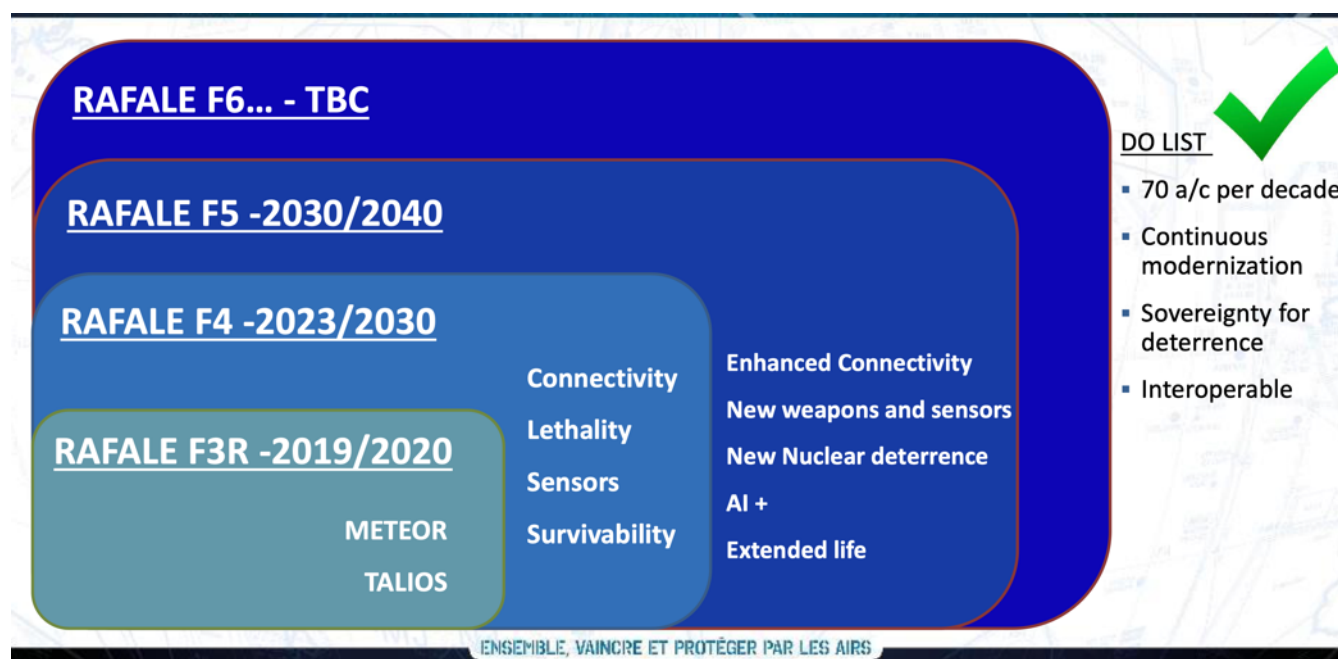 RAFALE F6... - TBC
RAFALE F5 -2030/2040
RAFALE F4 -2023/2030
RAFALE F3R -2019/2020
METEOR
TALIOS
Connectivity
Lethality
Sensors
Survivability
Enhanced Connectivity
New weapons and sensors
New Nuclear deterrence
AI +
Extended life
DO LIST
▪ 70 a/c per decade
▪ Continuous
modernization
▪ Sovereignty for
deterrence
▪ Interoperable
ENSEMBLE, VAINCRE ET PROTÉGER PAR LES AIRS